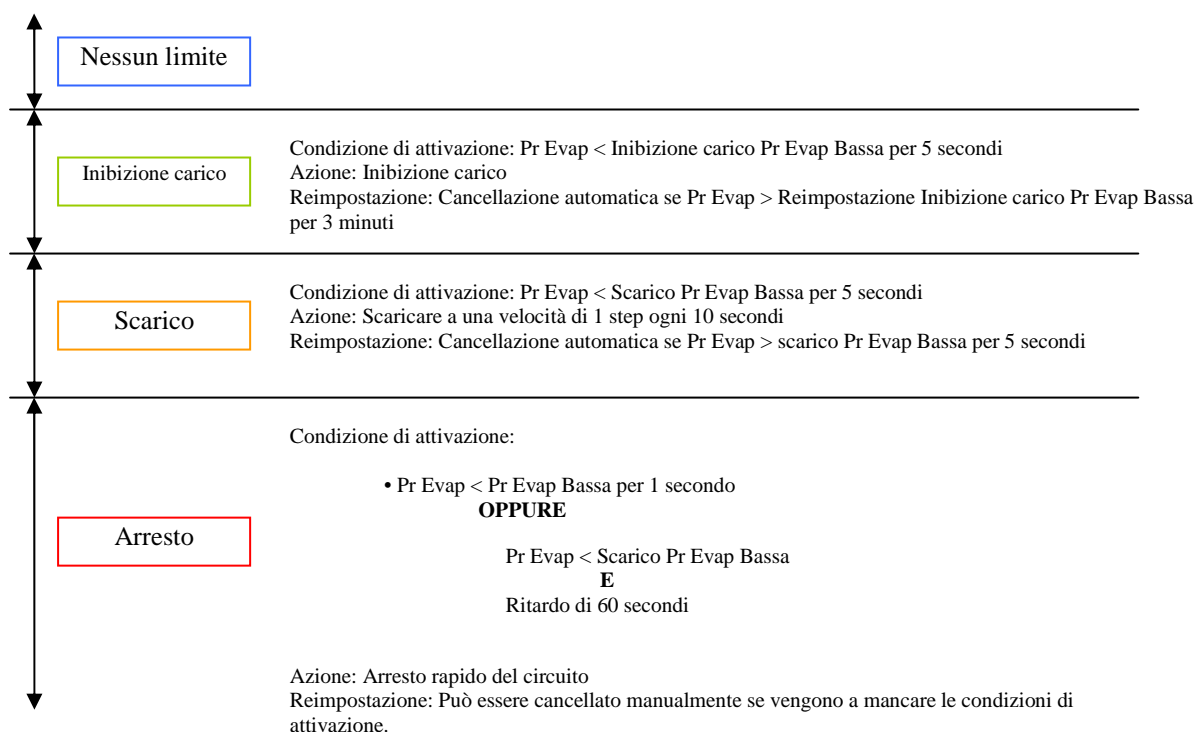 Nessun limite
Inibizione carico
Condizione di attivazione: Pr Evap < Inibizione carico Pr Evap Bassa per 5 secondi
Azione: Inibizione carico
Reimpostazione: Cancellazione automatica se Pr Evap > Reimpostazione Inibizione carico Pr Evap Bassa
per 3 minuti
Scarico
Condizione di attivazione: Pr Evap < Scarico Pr Evap Bassa per 5 secondi
Azione: Scaricare a una velocità di 1 step ogni 10 secondi
Reimpostazione: Cancellazione automatica se Pr Evap > scarico Pr Evap Bassa per 5 secondi
Arresto
Condizione di attivazione:
• Pr Evap < Pr Evap Bassa per 1 secondo
OPPURE
Pr Evap < Scarico Pr Evap Bassa
E
Ritardo di 60 secondi
Azione: Arresto rapido del circuito
Reimpostazione: Può essere cancellato manualmente se vengono a mancare le condizioni di
attivazione.